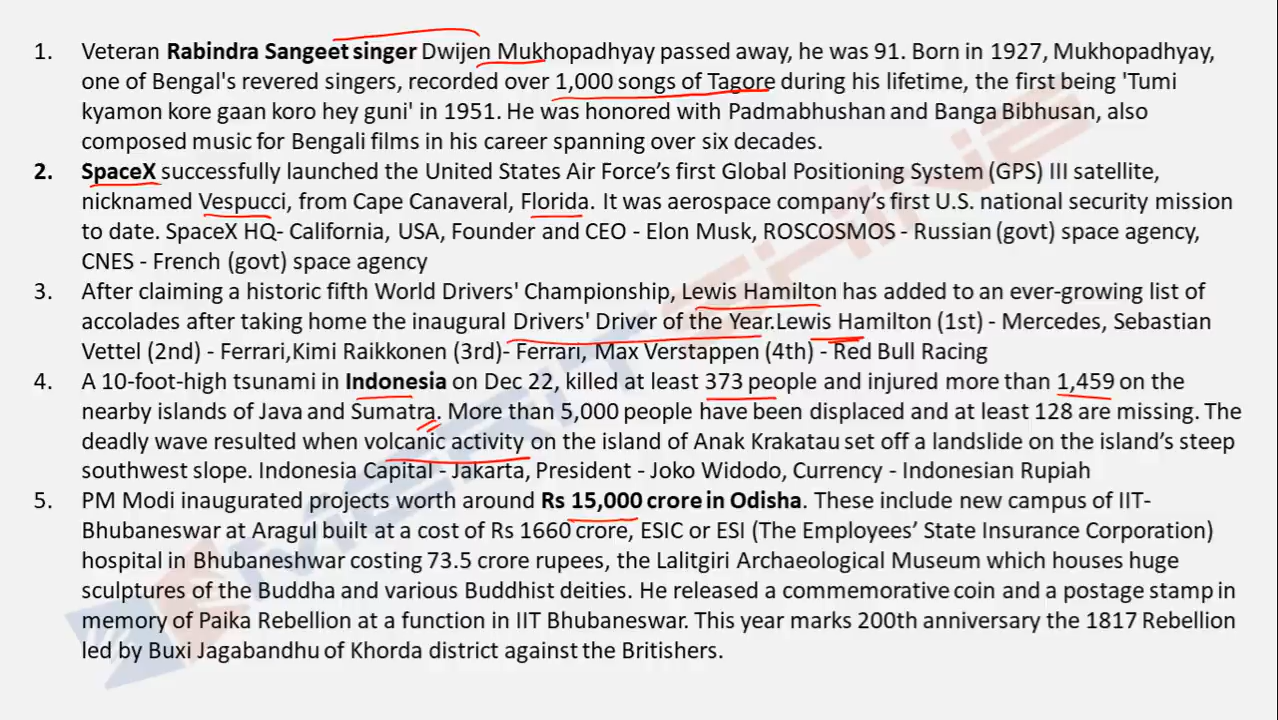 1. Veteran Rabindra Sangeet singer Dwijen Mukhopadhyay passed away, he was 91. Born in 1927, Mukhopadhyay,
one of Bengal's revered singers, recorded over 1,000 songs of Tagore during his lifetime, the first being 'Tumi
kyamon kore gaan koro hey guni' in 1951. He was honored with Padmabhushan and Banga Bibhusan, also
composed music for Bengali films in his career spanning over six decades.
2. SpaceX successfully launched the United States Air Force's first Global Positioning System (GPS) III satellite,
nicknamed Vespucci, from Cape Canaveral, Florida. It was aerospace company's first U.S. national security mission
to date. SpaceX HQ- California, USA, Founder and CEO - Elon Musk, ROSCOSMOS - Russian (govt) space agency,
CNES - French (govt) space agency
3. After claiming a historic fifth World Drivers' Championship, Lewis Hamilton has added to an ever-growing list of
accolades after taking home the inaugural Drivers' Driver of the Year.Lewis Hamilton (1st) - Mercedes, Sebastian
Vettel (2nd) - Ferrari,Kimi Raikkonen (3rd)- Ferrari, Max Verstappen (4th) - Red Bull Racing
4. A 10-foot-high tsunami in Indonesia on Dec 22, killed at least 373 people and injured more than 1,459 on the
nearby islands of Java and Sumatra. More than 5,000 people have been displaced and at least 128 are missing. The
deadly wave resulted when volcanic activity on the island of Anak Krakatau set off a landslide on the island's steep
southwest slope. Indonesia Capital - Jakarta, President - Joko Widodo, Currency - Indonesian Rupiah
5. PM Modi inaugurated projects worth around Rs 15,000 crore in Odisha. These include new campus of IIT-
Bhubaneswar at Aragul built at a cost of Rs 1660 crore, ESIC or ESI (The Employees' State Insurance Corporation)
hospital in Bhubaneshwar costing 73.5 crore rupees, the Lalitgiri Archaeological Museum which houses huge
sculptures of the Buddha and various Buddhist deities. He released a commemorative coin and a postage stamp in
memory of Paika Rebellion at a function in IIT Bhubaneswar. This year marks 200th anniversary the 1817 Rebellion
led by Buxi Jagabandhu of Khorda district against the Britishers.